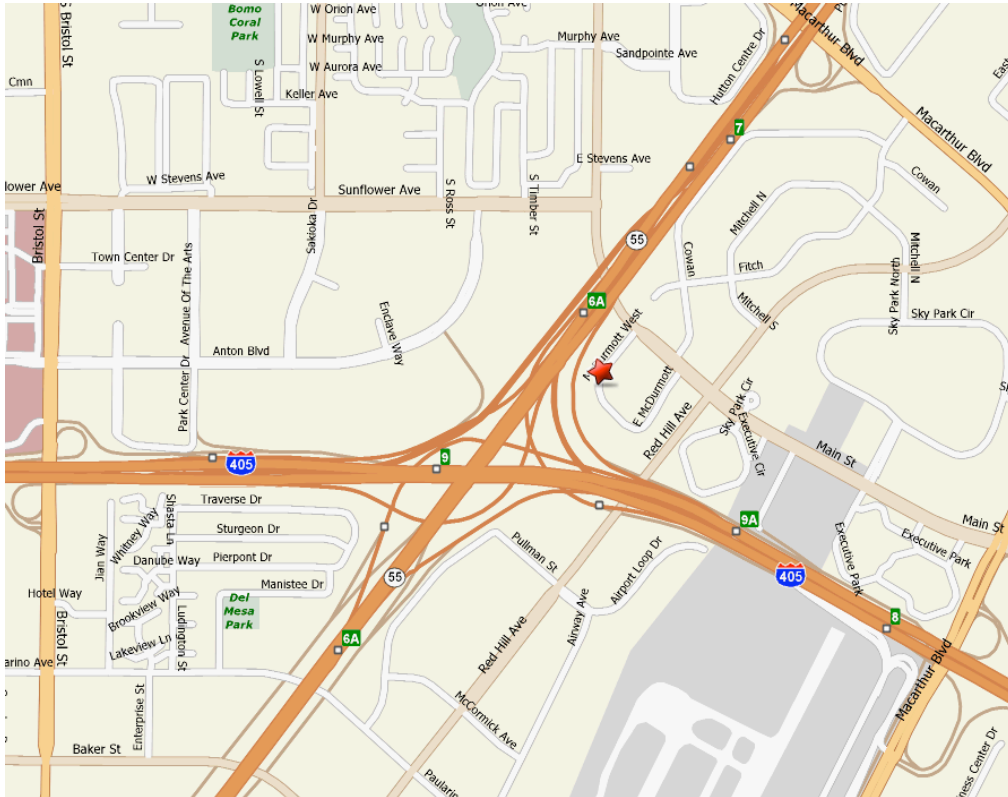 S Bristol St
Bomo
Coral
Park
W Orion Ave
W Murphy Ave
W Aurora Ave
Keller Ave
S Lowell St
Murphy Ave
Sandpointe Ave
Hutton Centre Dr
Macarthur Blvd
Macarthur Blvd
Cmn
7
E Stevens Ave
W Stevens Ave
Sunflower Ave
S Ross St
S Timber St
Sakioka Dr
Cowan
Mitchell N
Mitchell N
Bristol St
Town Center Dr
Avenue Of The Arts
55
Cowan
Fitch
Sky Park North
6A
Mitchell S
Sky Park Cir
Enclave Way
Anton Blvd
Park Center Dr
E McDurmott
Red Hill Ave
Sky Park Cir
Executive Cir
Main St
405
9
Traverse Dr
Shasta Ln
Whitney Way
Sturgeon Dr
Jian Way
Danube Way
Pierpont Dr
Manistee Dr
Hotel Way
Brookview Way
Del
Mesa
Park
Ludington St
Lakeview Ln
Bristol St
Enterprise St
Baker St
55
6A
Pullman St
Airport Loop Dr
Airway Ave
Red Hill Ave
McCormick Ave
9A
405
Executive Park
Executive Park
Main St
8
Macarthur Blvd